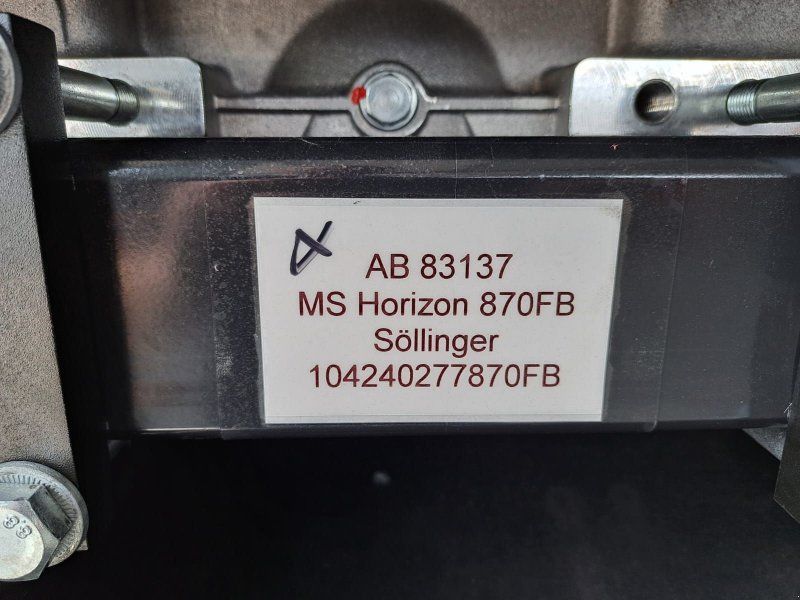 AB 83137
MS Horizon 870FB
Söllinger
104240277870FB